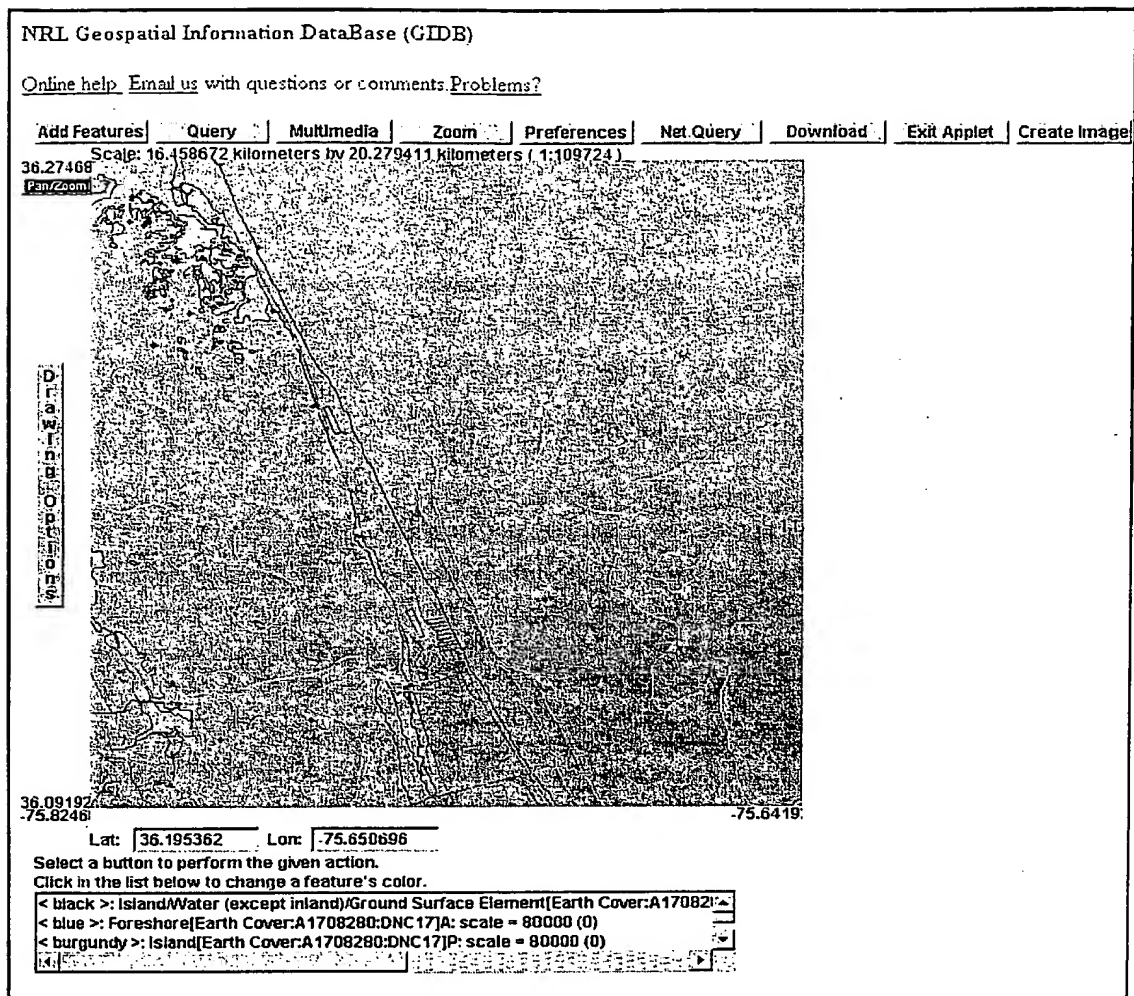 NRL Geospatial Information DataBase (GIDB)
Online help Email us with questions or comments.Problems?
Add Features Query Multimedia Zoom Preferences Net.Query Download Exit Applet Create Image
Scale: 16.458672 kilometers by 20.279411 kilometers ( 1:109724 )
36.27468
Pan/Zoom
Drawing Options
36.09192
-75.8246
-75.6419
Lat: 36.195362 Lon: -75.650696
Select a button to perform the given action.
Click in the list below to change a feature's color.
< black >: Island/Water (except inland)/Ground Surface Element[Earth Cover:A17082
< blue >: Foreshore[Earth Cover:A1708280:DNC17]A: scale = 80000 (0)
< burgundy >: Island[Earth Cover:A1708280:DNC17]P: scale = 80000 (0)